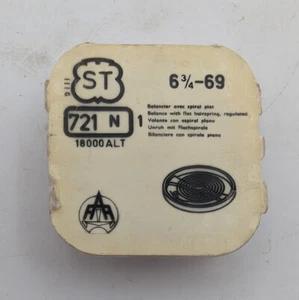 ST
6¾-69
721 N 1
18000 ALT
Balancier avec spiral plat
Balance with flat hairspring, regulated
Volante con espiral plano
Unruh mit Flachspirale
Bilanciere con spirale piano